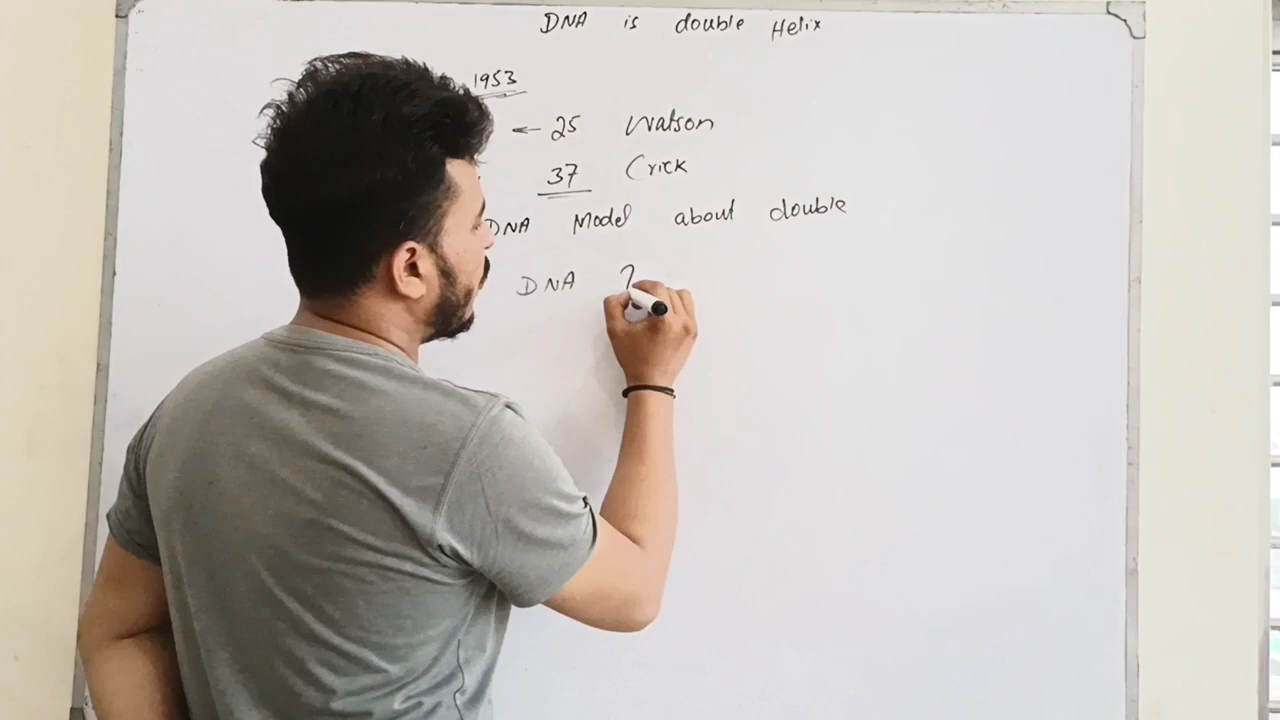 DNA is double Helix
1953
← 25 Watson
37 Crick
DNA Model about double
DNA